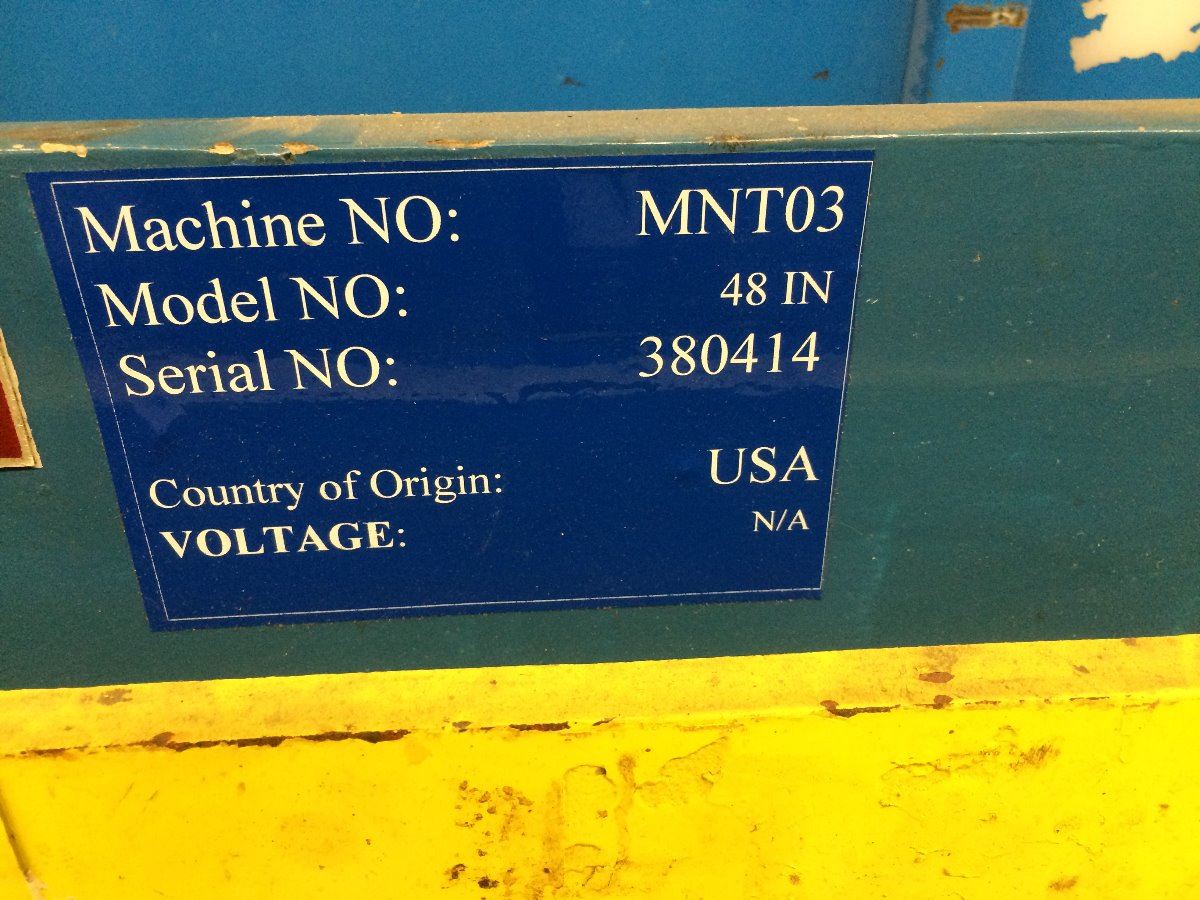 Machine NO: MNT03
Model NO: 48 IN
Serial NO: 380414
Country of Origin: USA
VOLTAGE: N/A